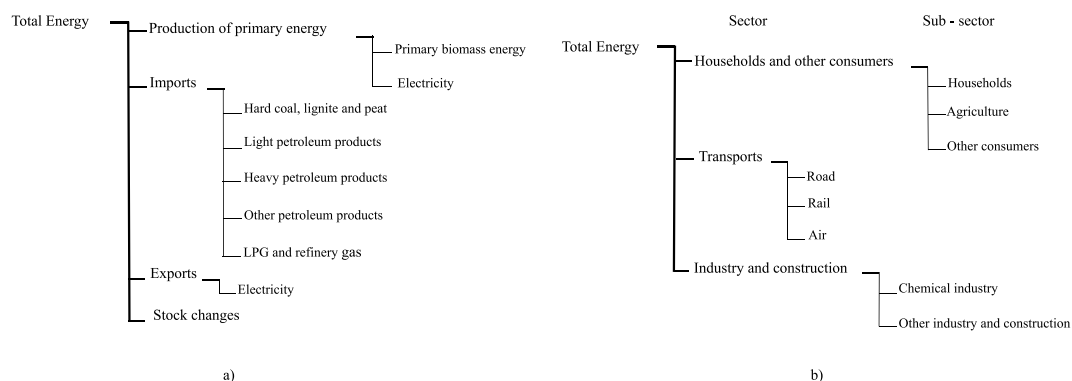 Total Energy
Production of primary energy
Primary biomass energy
Electricity
Imports
Hard coal, lignite and peat
Light petroleum products
Heavy petroleum products
Other petroleum products
LPG and refinery gas
Exports
Electricity
Stock changes
a)
Sector
Sub - sector
Total Energy
Households and other consumers
Households
Agriculture
Other consumers
Transports
Road
Rail
Air
Industry and construction
Chemical industry
Other industry and construction
b)